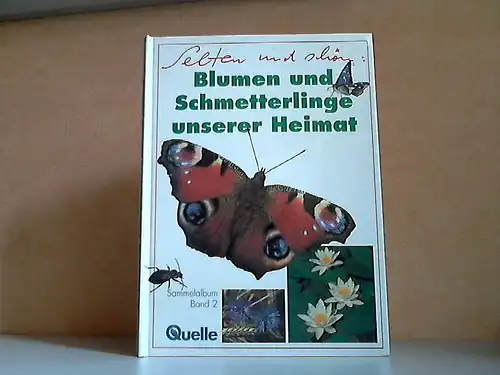 Selten und schön:
Blumen und
Schmetterlinge
unserer Heimat
Sammelalbum
Band 2
Quelle